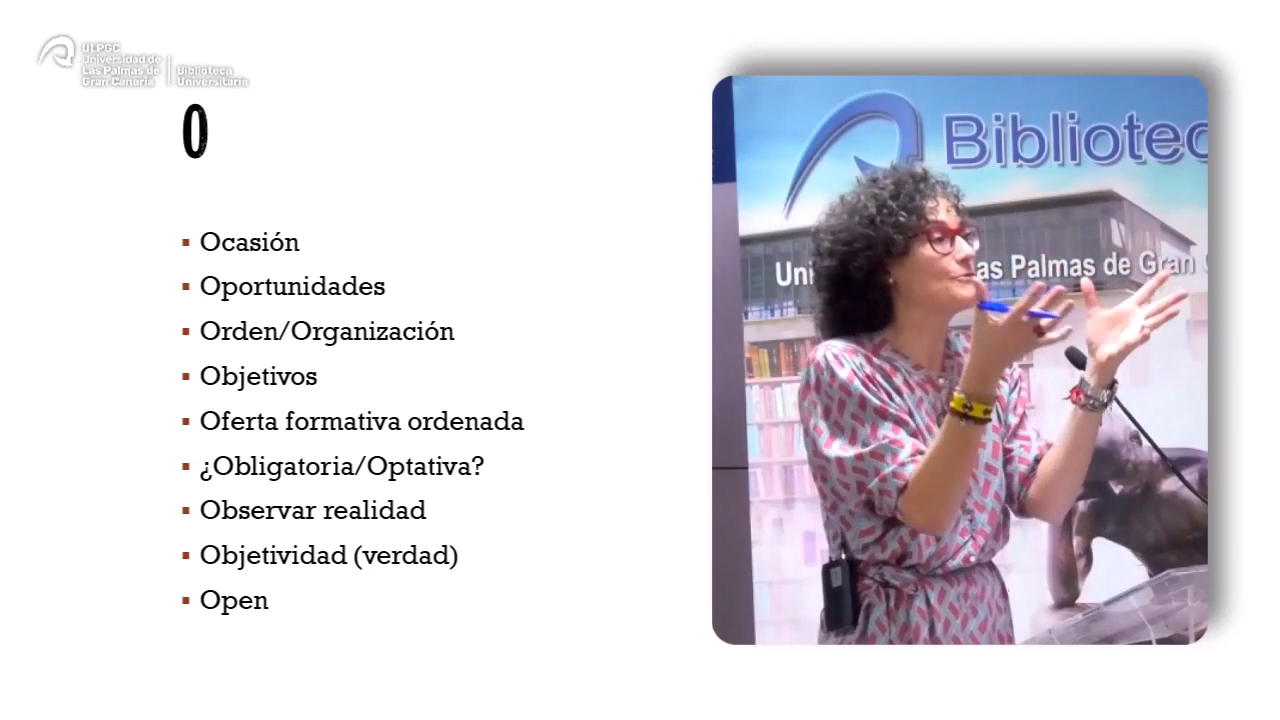 ULPGC
Universidad de
Las Palmas de
Gran Canaria
Biblioteca
Universitaria
O
Ocasión
Oportunidades
Orden/Organización
Objetivos
Oferta formativa ordenada
¿Obligatoria/Optativa?
Observar realidad
Objetividad (verdad)
Open
Bibliotec
Uni
as Palmas de Gran